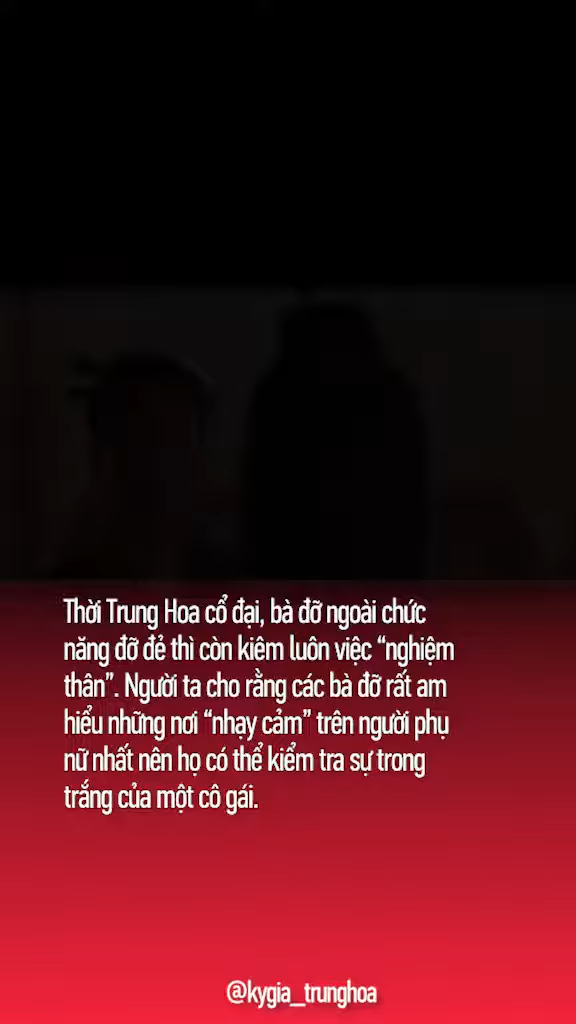 Thời Trung Hoa cổ đại, bà đỡ ngoài chức
năng đỡ đẻ thì còn kiêm luôn việc “nghiệm
thân”. Người ta cho rằng các bà đỡ rất am
hiểu những nơi “nhạy cảm” trên người phụ
nữ nhất nên họ có thể kiểm tra sự trong
trắng của một cô gái.
@kygia_trunghoa